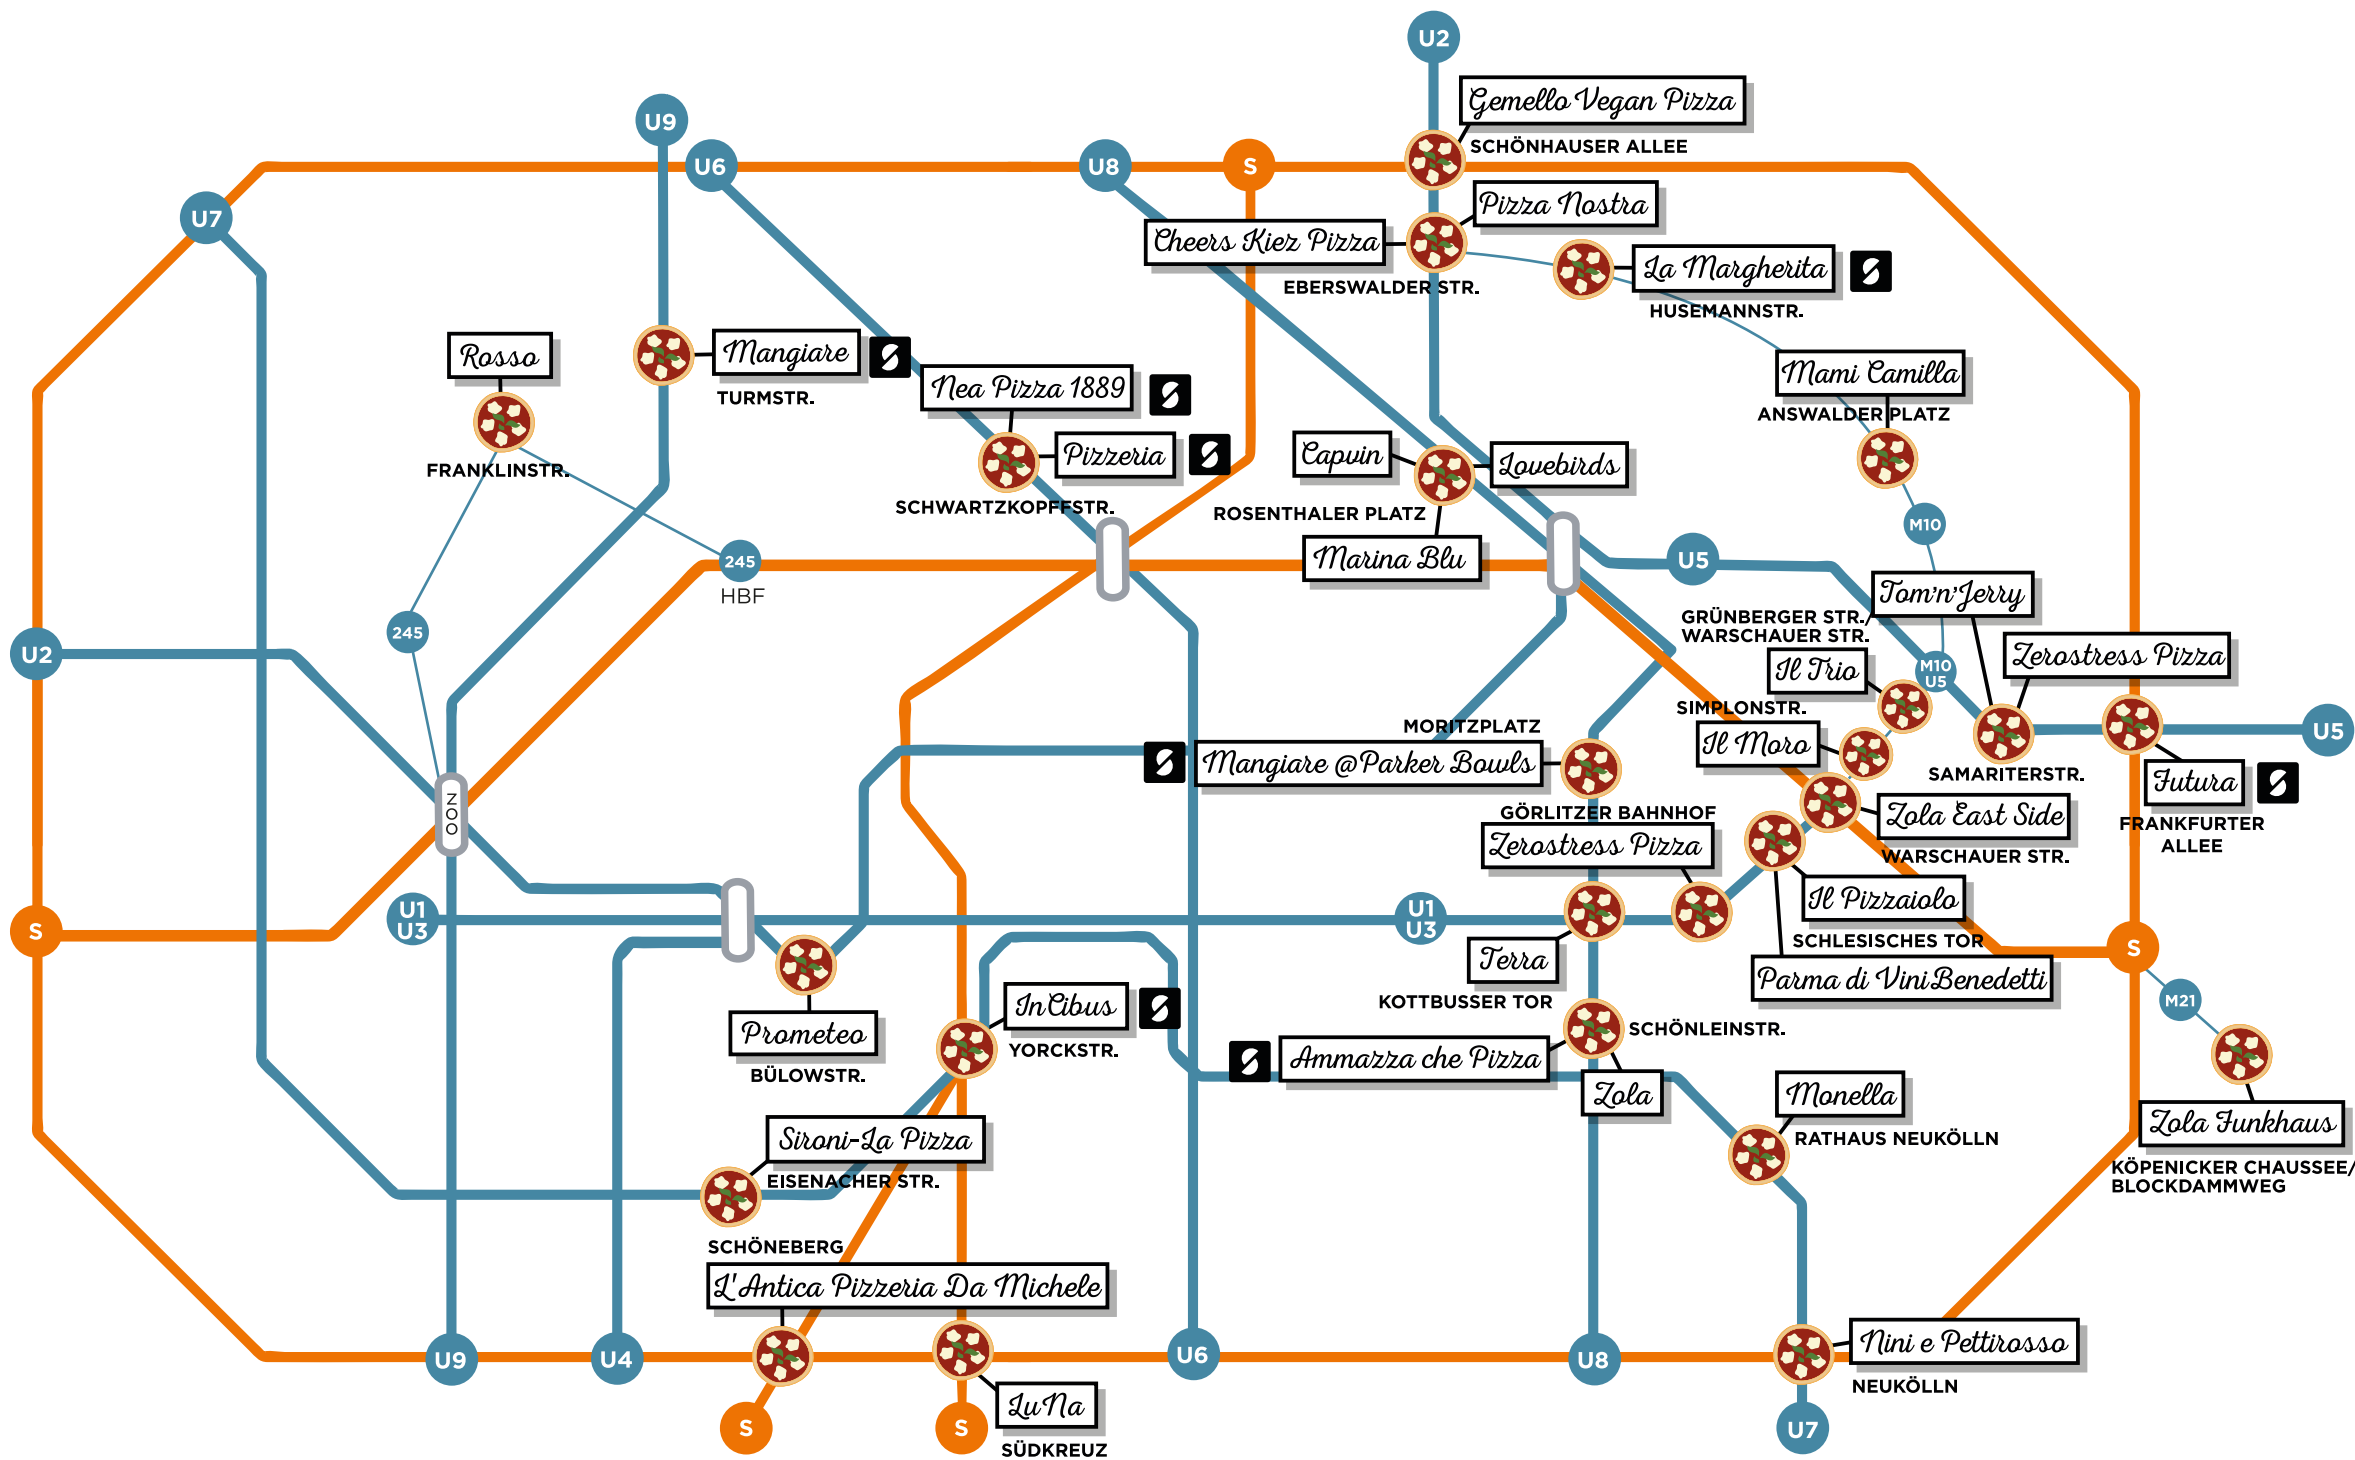 U2
Gemello Vegan Pizza
SCHÖNHAUSER ALLEE
U9
U6
U8
S
U7
Pizza Nostra
Cheers Kiez Pizza
EBERSWALDER STR.
La Margherita
HUSEMANNSTR.
Rosso
FRANKLINSTR.
Mangiare
TURMSTR.
Nea Pizza 1889
Pizzeria
SCHWARTZKOPFFSTR.
Mami Camilla
ANSWALDER PLATZ
Capvin
Lovebirds
ROSENTHALER PLATZ
Marina Blu
M10
U5
245
HBF
245
Tom'n'Jerry
GRÜNBERGER STR./
WARSCHAUER STR.
Il Trio
M10
U5
Zerostress Pizza
U2
SIMPLONSTR.
Il Moro
SAMARITERSTR.
U5
Futura
FRANKFURTER
ALLEE
MORITZPLATZ
Mangiare @Parker Bowls
ZOO
GÖRLITZER BAHNHOF
Zerostress Pizza
Zola East Side
WARSCHAUER STR.
Il Pizzaiolo
SCHLESISCHES TOR
Parma di Vini Benedetti
S
U1
U3
U1
U3
Terra
KOTTBUSSER TOR
S
M21
Prometeo
BÜLOWSTR.
In Cibus
YORCKSTR.
SCHÖNLEINSTR.
Ammazza che Pizza
Zola
Monella
RATHAUS NEUKÖLLN
Zola Funkhaus
KÖPENICKER CHAUSSEE/
BLOCKDAMMWEG
Sironi-La Pizza
EISENACHER STR.
SCHÖNEBERG
L'Antica Pizzeria Da Michele
U9
U4
U6
U8
Nini e Pettirosso
NEUKÖLLN
S
S
Lu Na
SÜDKREUZ
U7